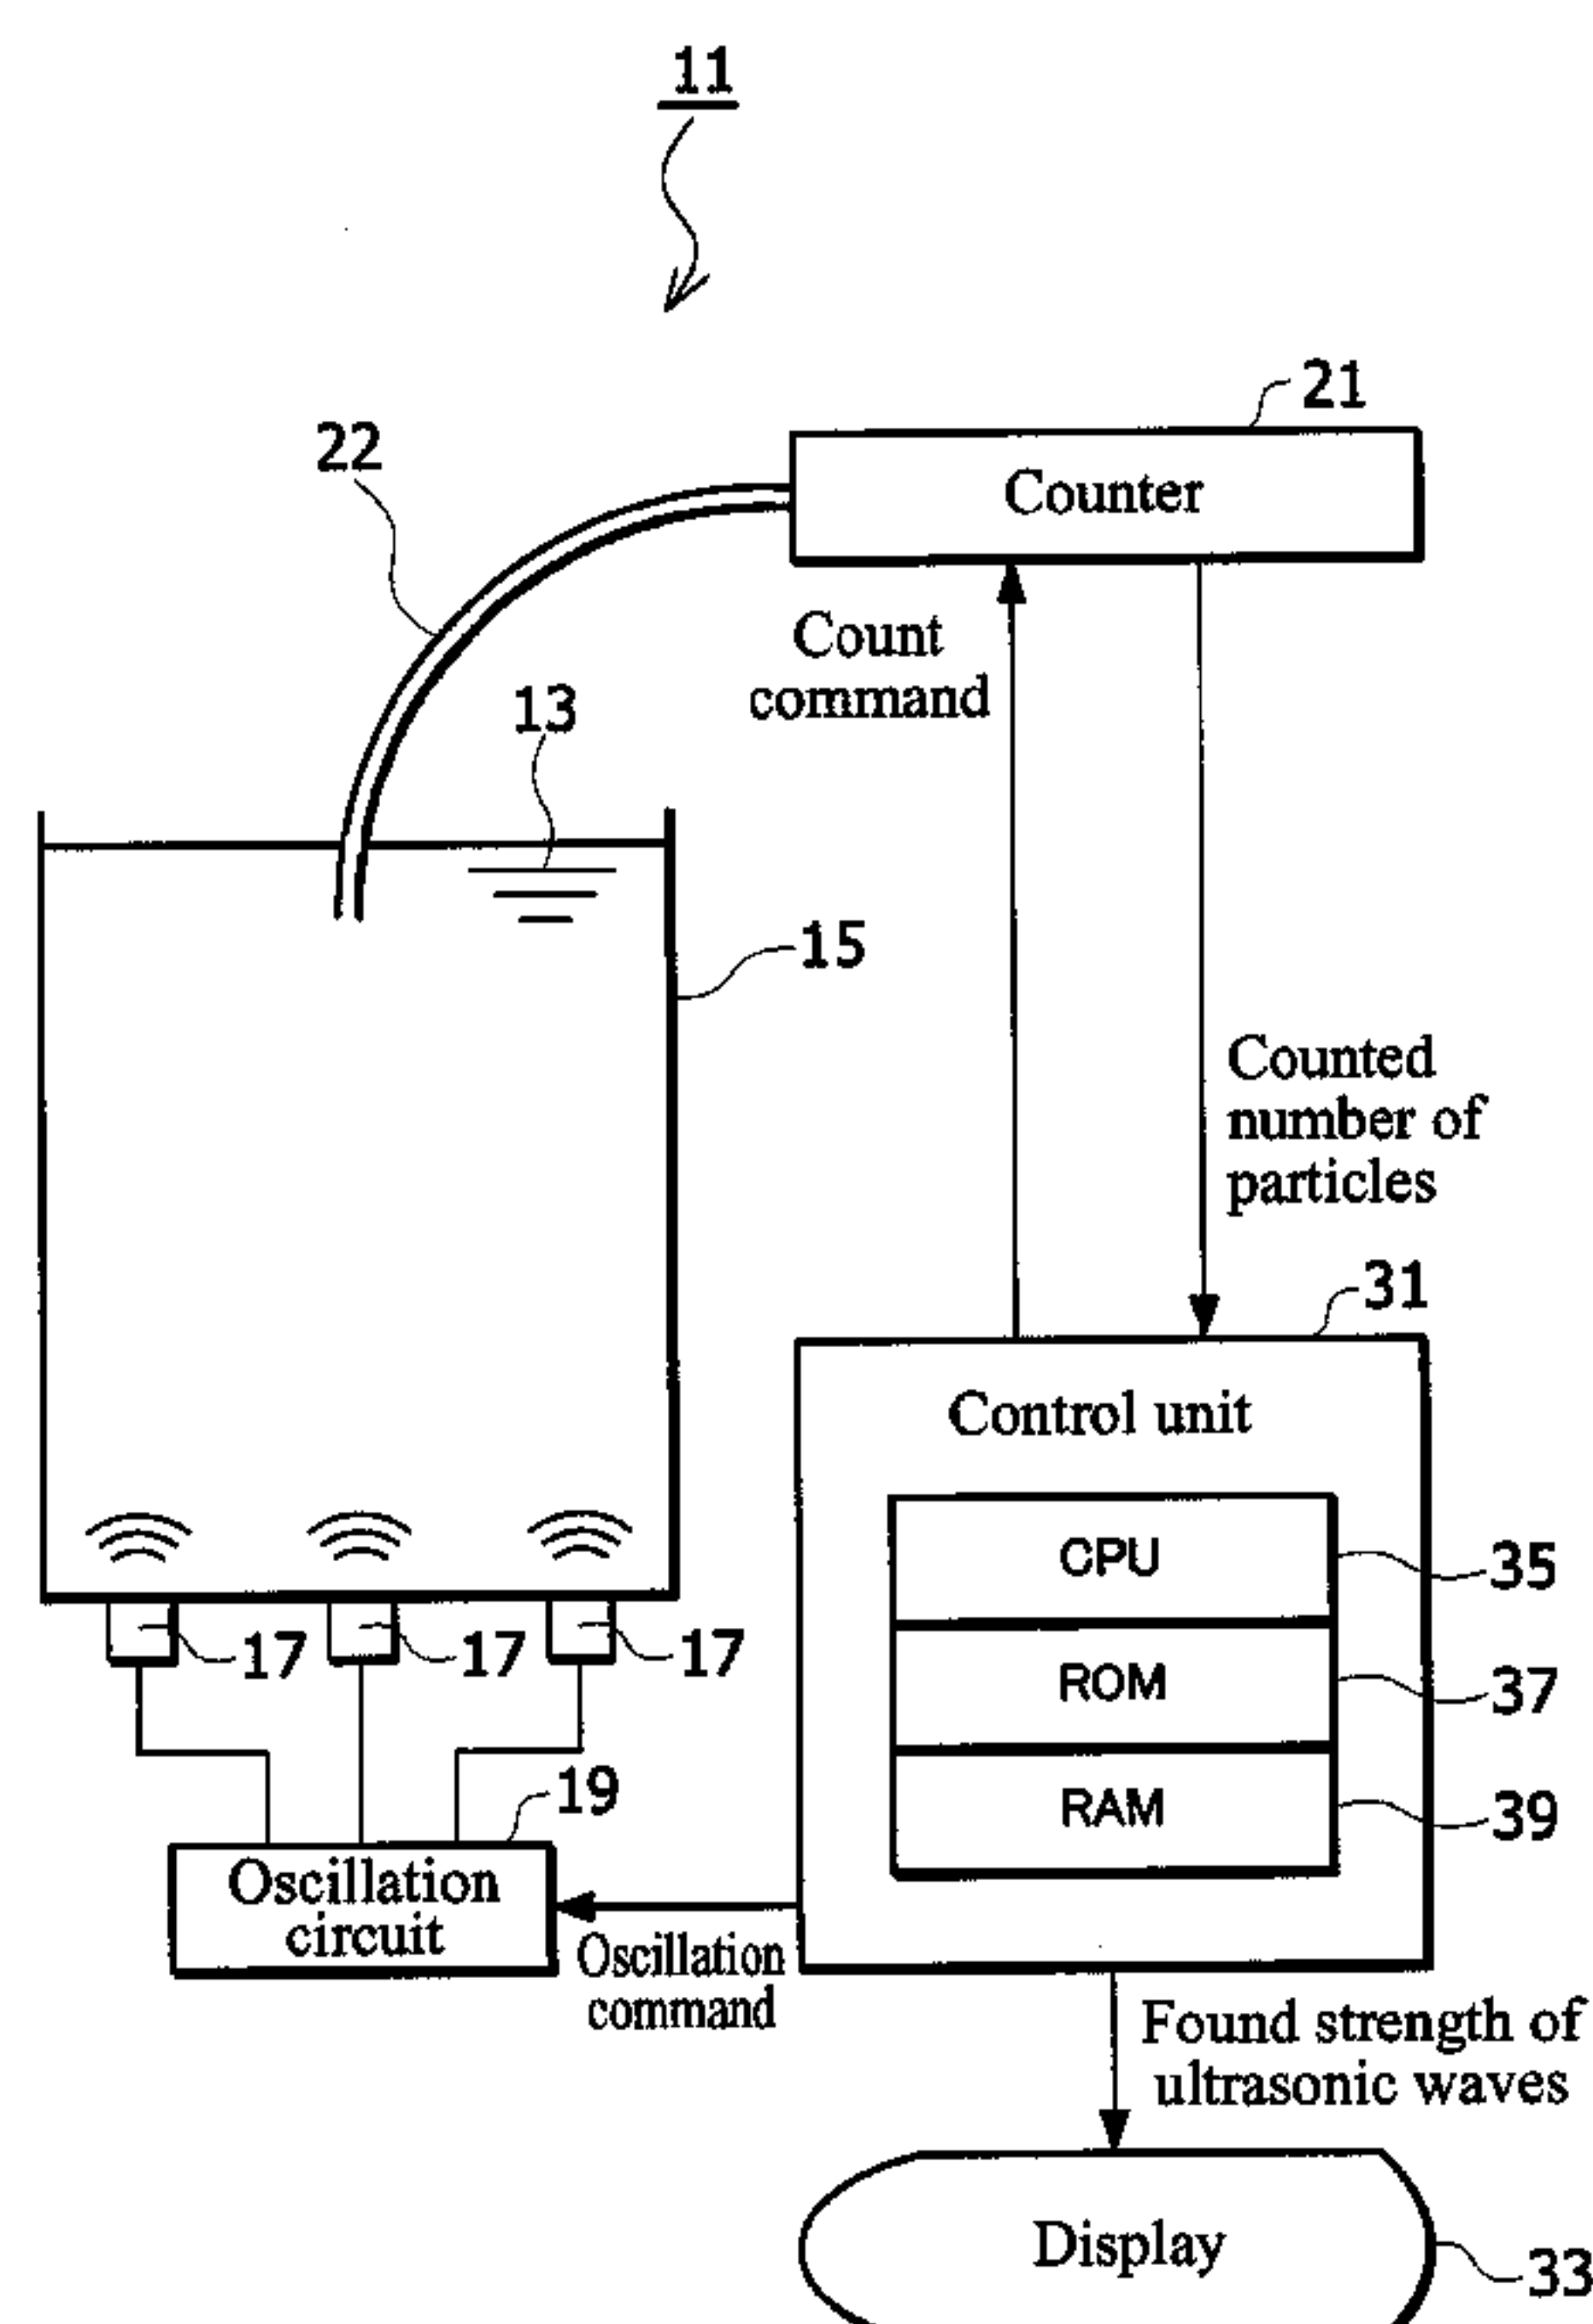 11
21
22
Counter
Count
command
13
15
Counted
number of
particles
31
Control unit
CPU
35
17
17
17
ROM
37
19
RAM
39
Oscillation
circuit
Oscillation
command
Found strength of
ultrasonic waves
Display
33